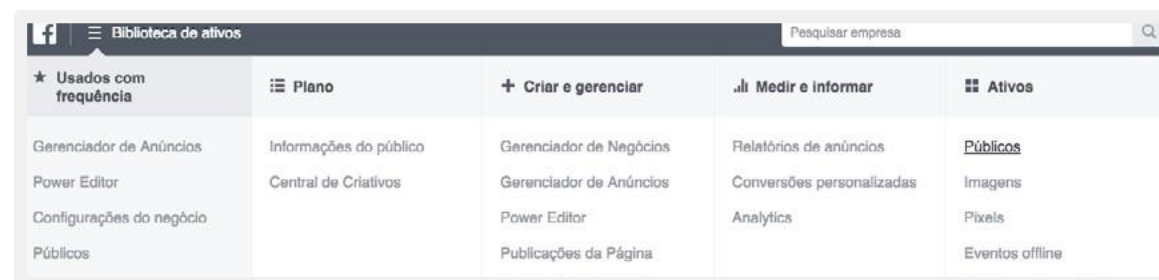 f ☰ Biblioteca de ativos
Pesquisar empresa
Usados com
frequência
Gerenciador de Anúncios
Power Editor
Configurações do negócio
Públicos
Plano
Informações do público
Central de Criativos
Criar e gerenciar
Gerenciador de Negócios
Gerenciador de Anúncios
Power Editor
Publicações da Página
Medir e informar
Relatórios de anúncios
Conversões personalizadas
Analytics
Ativos
Públicos
Imagens
Pixels
Eventos offline